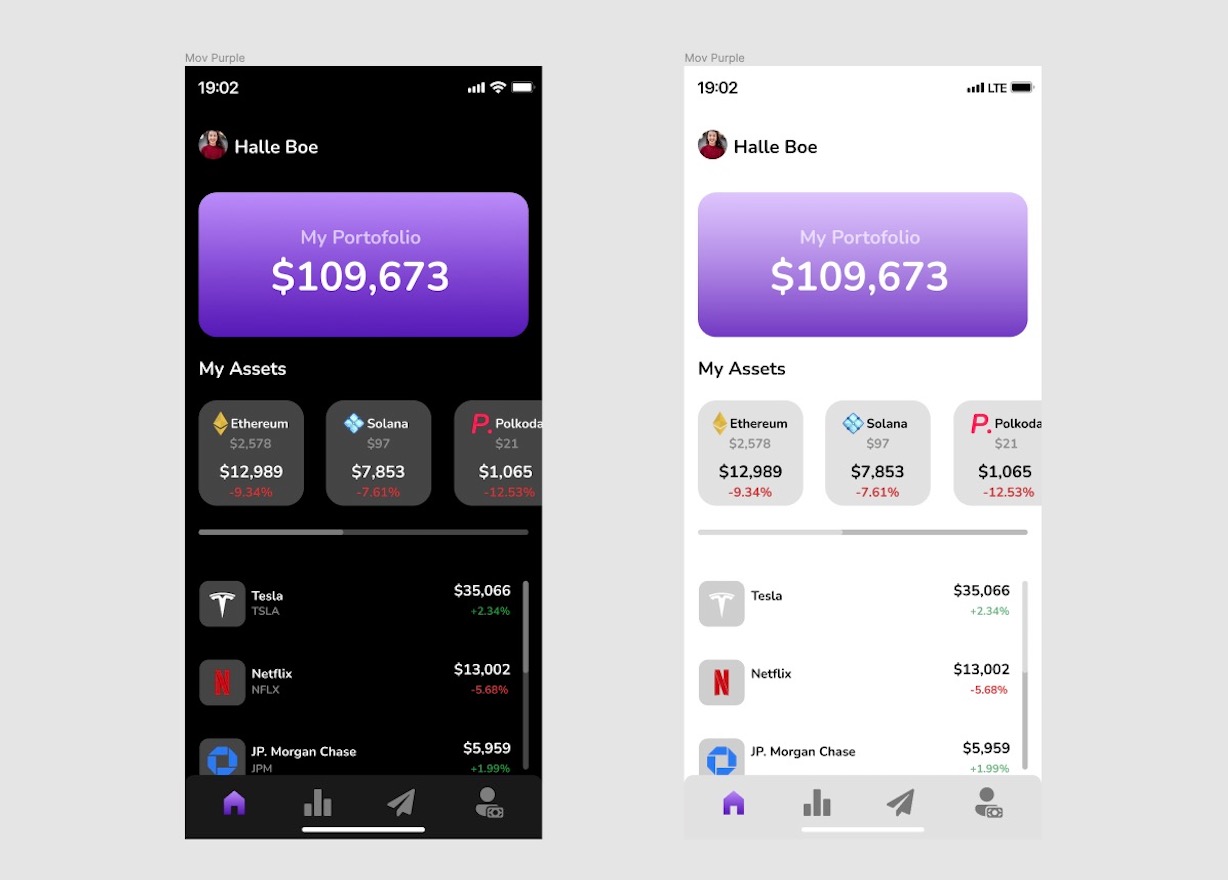 Mov Purple
19:02
Halle Boe
My Portofolio
$109,673
My Assets
Ethereum
$2,578
$12,989
-9.34%
Solana
$97
$7,853
-7.61%
P. Polkoda
$21
$1,065
-12.53%
Tesla
TSLA
$35,066
+2.34%
N
Netflix
NFLX
$13,002
-5.68%
JP. Morgan Chase
JPM
$5,959
+1.99%
Mov Purple
19:02
LTE
Halle Boe
My Portofolio
$109,673
My Assets
Ethereum
$2,578
$12,989
-9.34%
Solana
$97
$7,853
-7.61%
P. Polkoda
$21
$1,065
-12.53%
Tesla
$35,066
+2.34%
N
Netflix
$13,002
-5.68%
JP. Morgan Chase
$5,959
+1.99%